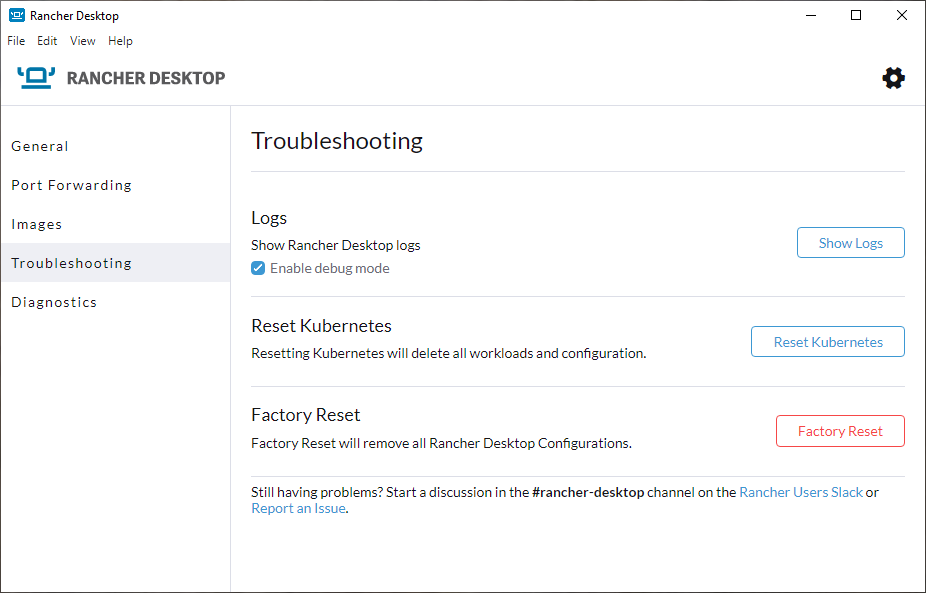 Rancher Desktop
File Edit View Help
RANCHER DESKTOP
General
Port Forwarding
Images
Troubleshooting
Diagnostics
Troubleshooting
Logs
Show Rancher Desktop logs
Enable debug mode
Show Logs
Reset Kubernetes
Resetting Kubernetes will delete all workloads and configuration.
Reset Kubernetes
Factory Reset
Factory Reset will remove all Rancher Desktop Configurations.
Factory Reset
Still having problems? Start a discussion in the #rancher-desktop channel on the Rancher Users Slack or
Report an Issue.